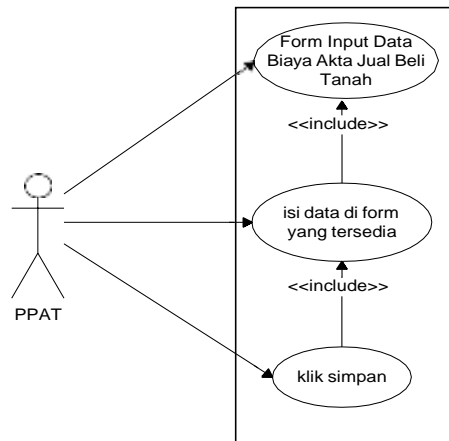 Form Input Data
Biaya Akta Jual Beli
Tanah
<<include>>
isi data di form
yang tersedia
<<include>>
PPAT
klik simpan